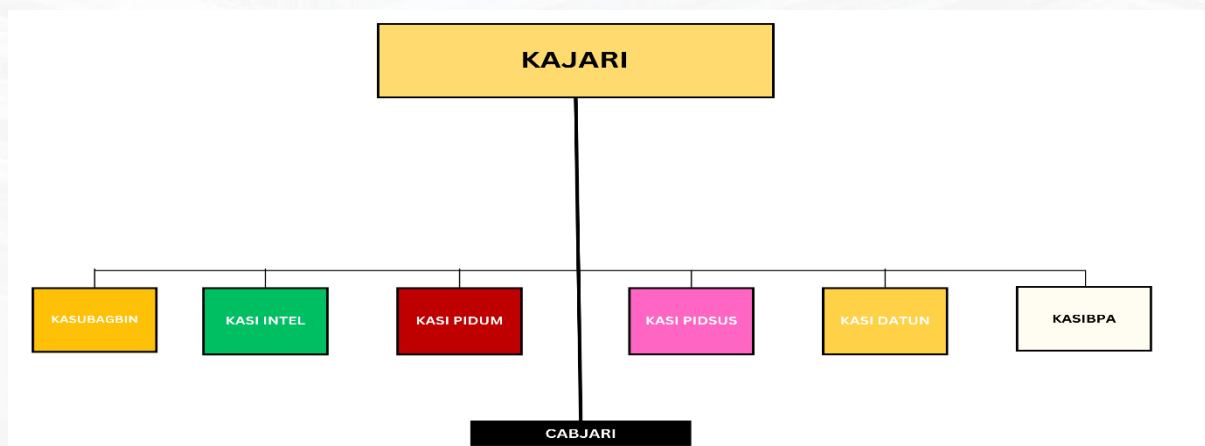 KAJARI
KASUBAGBIN
KASI INTEL
KASI PIDUM
KASI PIDSUS
KASI DATUN
KASIBPA
CABJARI